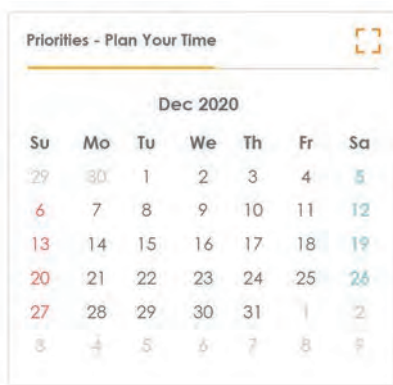 Priorities - Plan Your Time
Dec 2020
Su Mo Tu We Th Fr Sa
29 30 1 2 3 4 5
6 7 8 9 10 11 12
13 14 15 16 17 18 19
20 21 22 23 24 25 26
27 28 29 30 31 1 2
3 4 5 6 7 8 9